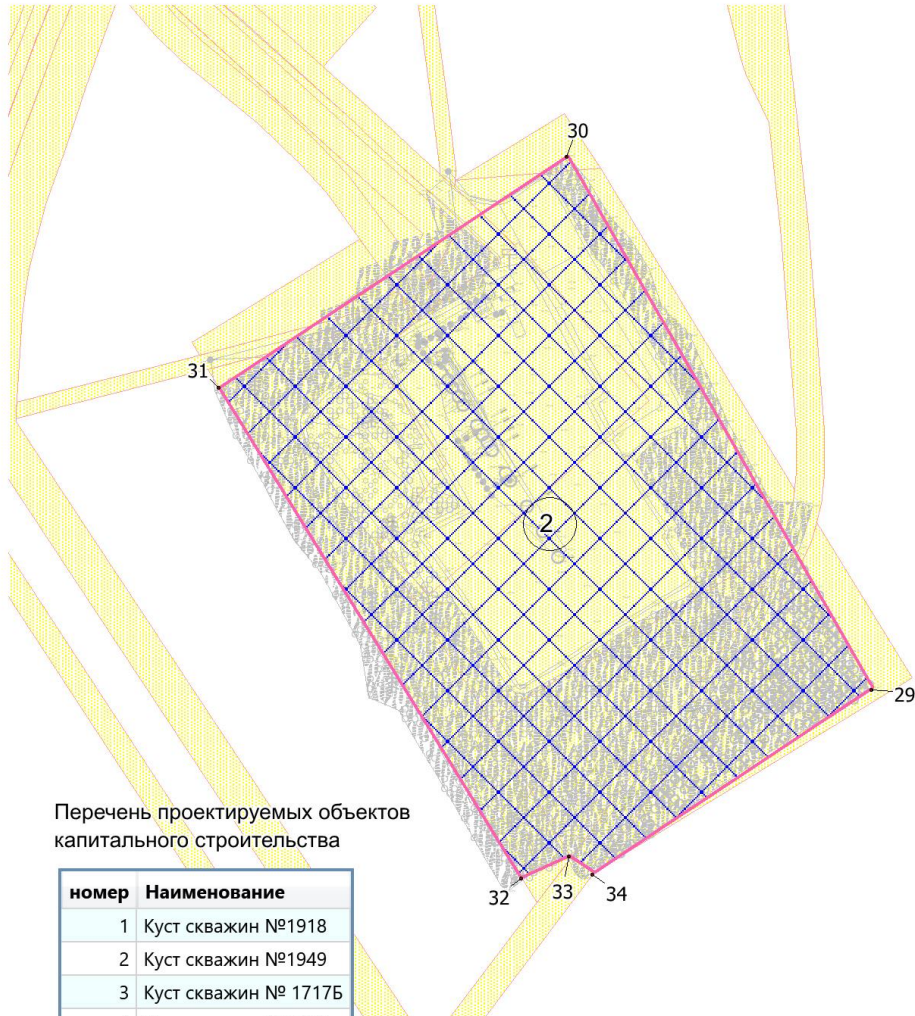 30
31
2
29
Перечень проектируемых объектов
капитального строительства
32
33
34
номер Наименование
1 Куст скважин №1918
2 Куст скважин №1949
3 Куст скважин № 1717Б